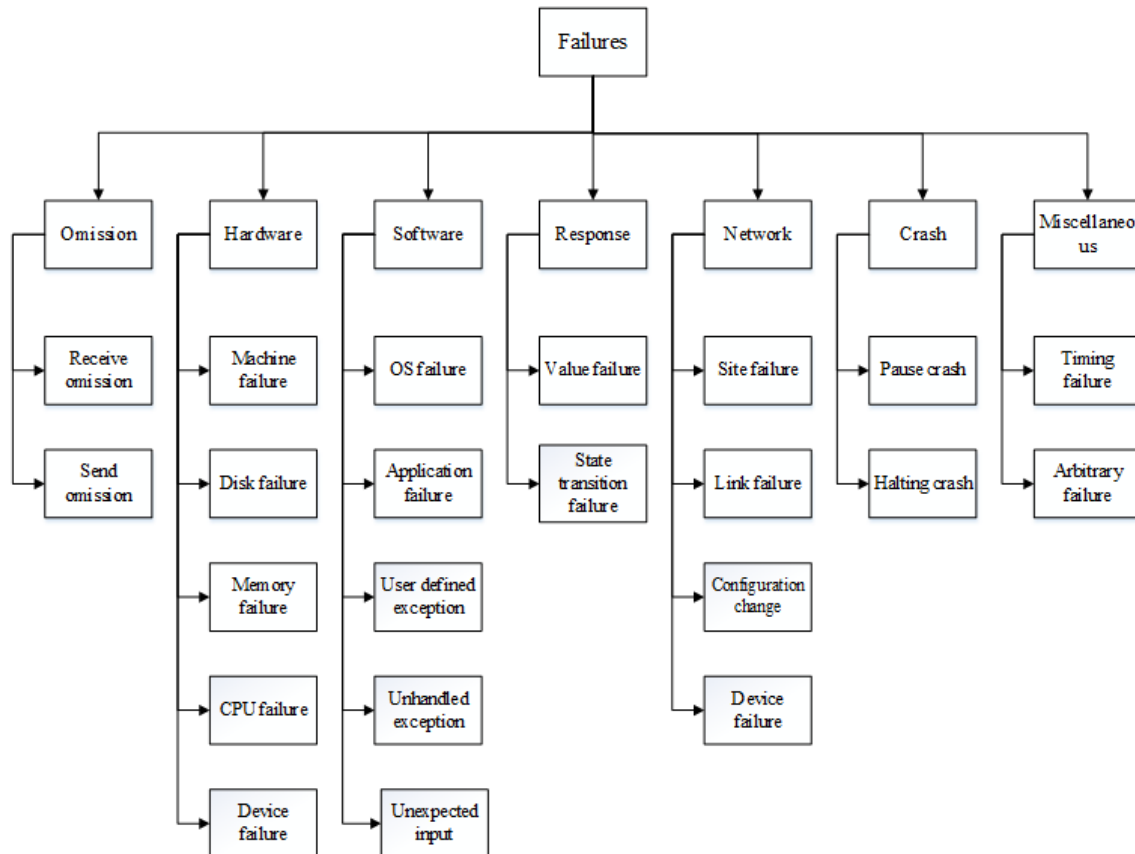 Failures
Omission
Hardware
Software
Response
Network
Crash
Miscellaneo
us
Receive
omission
Machine
failure
OS failure
Value failure
Site failure
Pause crash
Timing
failure
Send
omission
Disk failure
Application
failure
State
transition
failure
Link failure
Halting crash
Arbitrary
failure
Memory
failure
User defined
exception
Configuration
change
CPU failure
Unhandled
exception
Device
failure
Device
failure
Unexpected
input